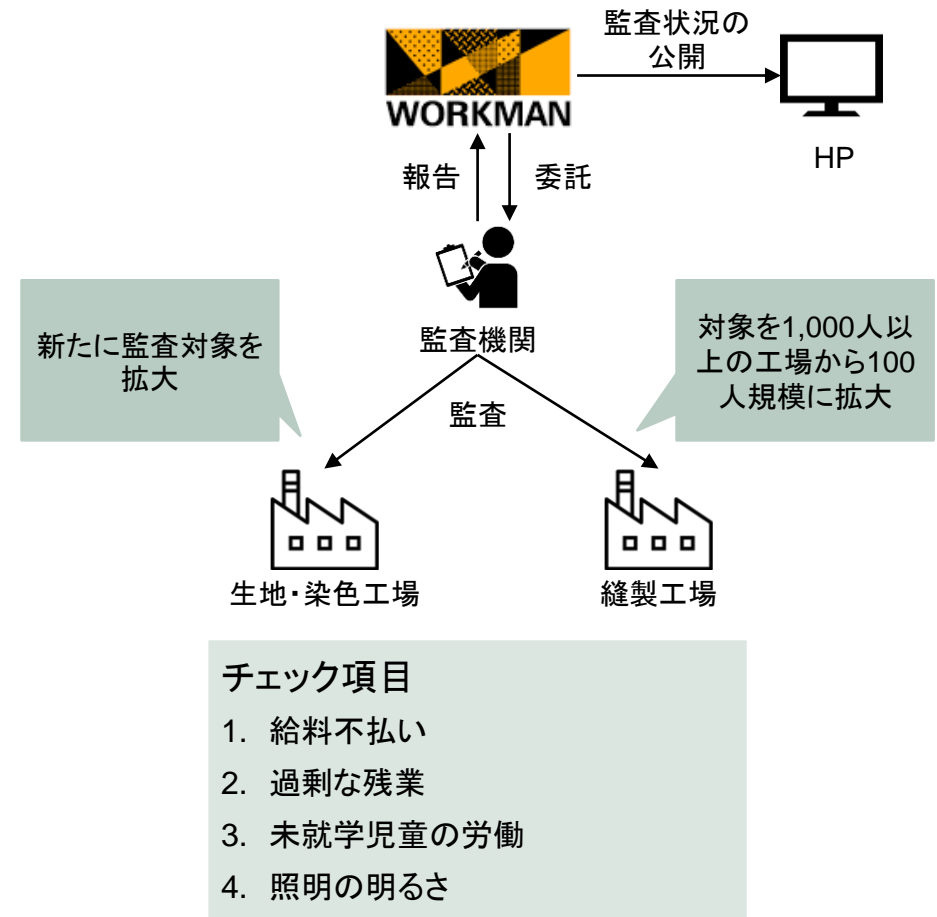 監査状況の
公開
WORKMAN
HP
報告
委託
新たに監査対象を
拡大
監査機関
対象を1,000人以
上の工場から100
人規模に拡大
監査
生地・染色工場
縫製工場
チェック項目
1. 給料不払い
2. 過剰な残業
3. 未就学児童の労働
4. 照明の明るさ